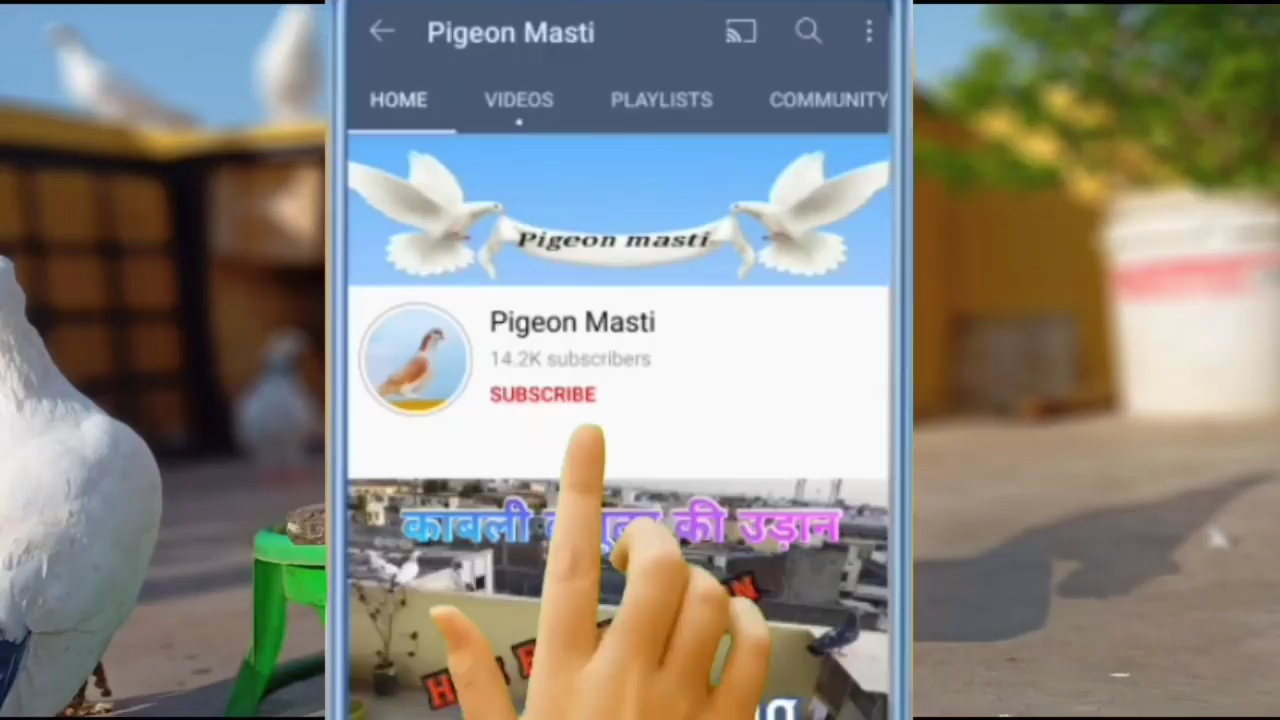 Pigeon Masti
HOME VIDEOS PLAYLISTS COMMUNITY
Pigeon masti
Pigeon Masti
14.2K subscribers
SUBSCRIBE
काबली की उड़ान